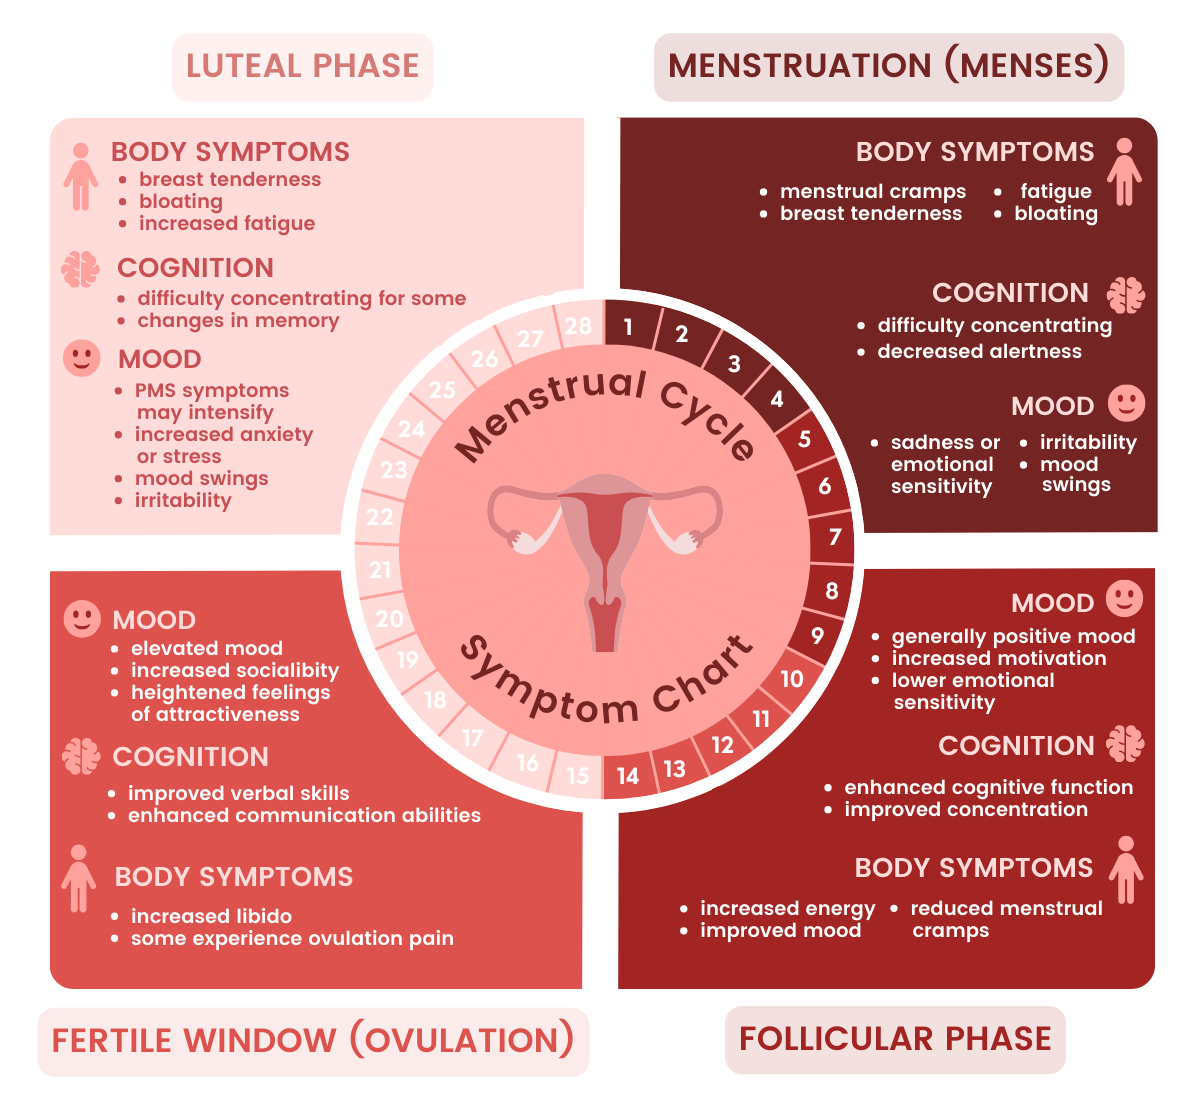 LUTEAL PHASE
BODY SYMPTOMS
• breast tenderness
• bloating
• increased fatigue
COGNITION
• difficulty concentrating for some
• changes in memory
MOOD
• PMS symptoms
may intensify
• increased anxiety
or stress
• mood swings
• irritability
MENSTRUATION (MENSES)
BODY SYMPTOMS
• menstrual cramps
• breast tenderness
• fatigue
• bloating
COGNITION
• difficulty concentrating
• decreased alertness
MOOD
• sadness or
emotional
sensitivity
• irritability
• mood
swings
Menstrual Cycle
Symptom Chart
1
2
3
4
5
6
7
8
9
10
11
12
13
14
15
16
17
18
19
20
21
22
23
24
25
26
27
28
MOOD
• elevated mood
• increased socialibity
• heightened feelings
of attractiveness
COGNITION
• improved verbal skills
• enhanced communication abilities
BODY SYMPTOMS
• increased libido
• some experience ovulation pain
FERTILE WINDOW (OVULATION)
MOOD
• generally positive mood
• increased motivation
• lower emotional
sensitivity
COGNITION
• enhanced cognitive function
• improved concentration
BODY SYMPTOMS
• increased energy
• improved mood
• reduced menstrual
cramps
FOLLICULAR PHASE